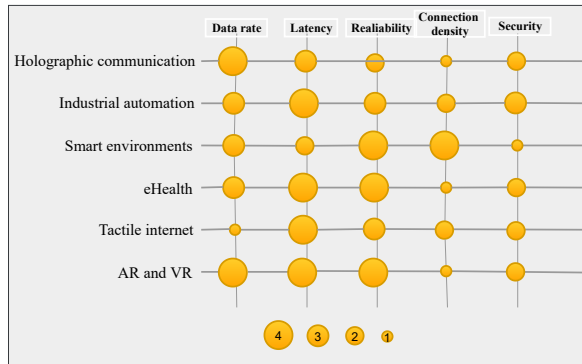 Data rate Latency Realiability Connection density Security
Holographic communication
Industrial automation
Smart environments
eHealth
Tactile internet
AR and VR
4 3 2 1